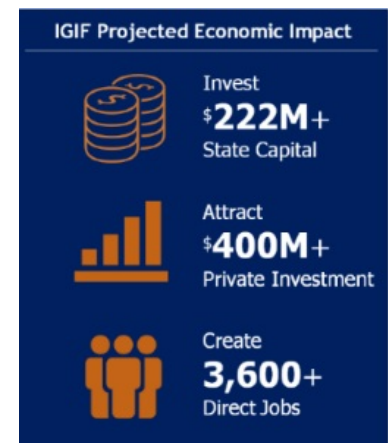 IGIF Projected Economic Impact
Invest
$222M+
State Capital
Attract
$400M+
Private Investment
Create
3,600+
Direct Jobs